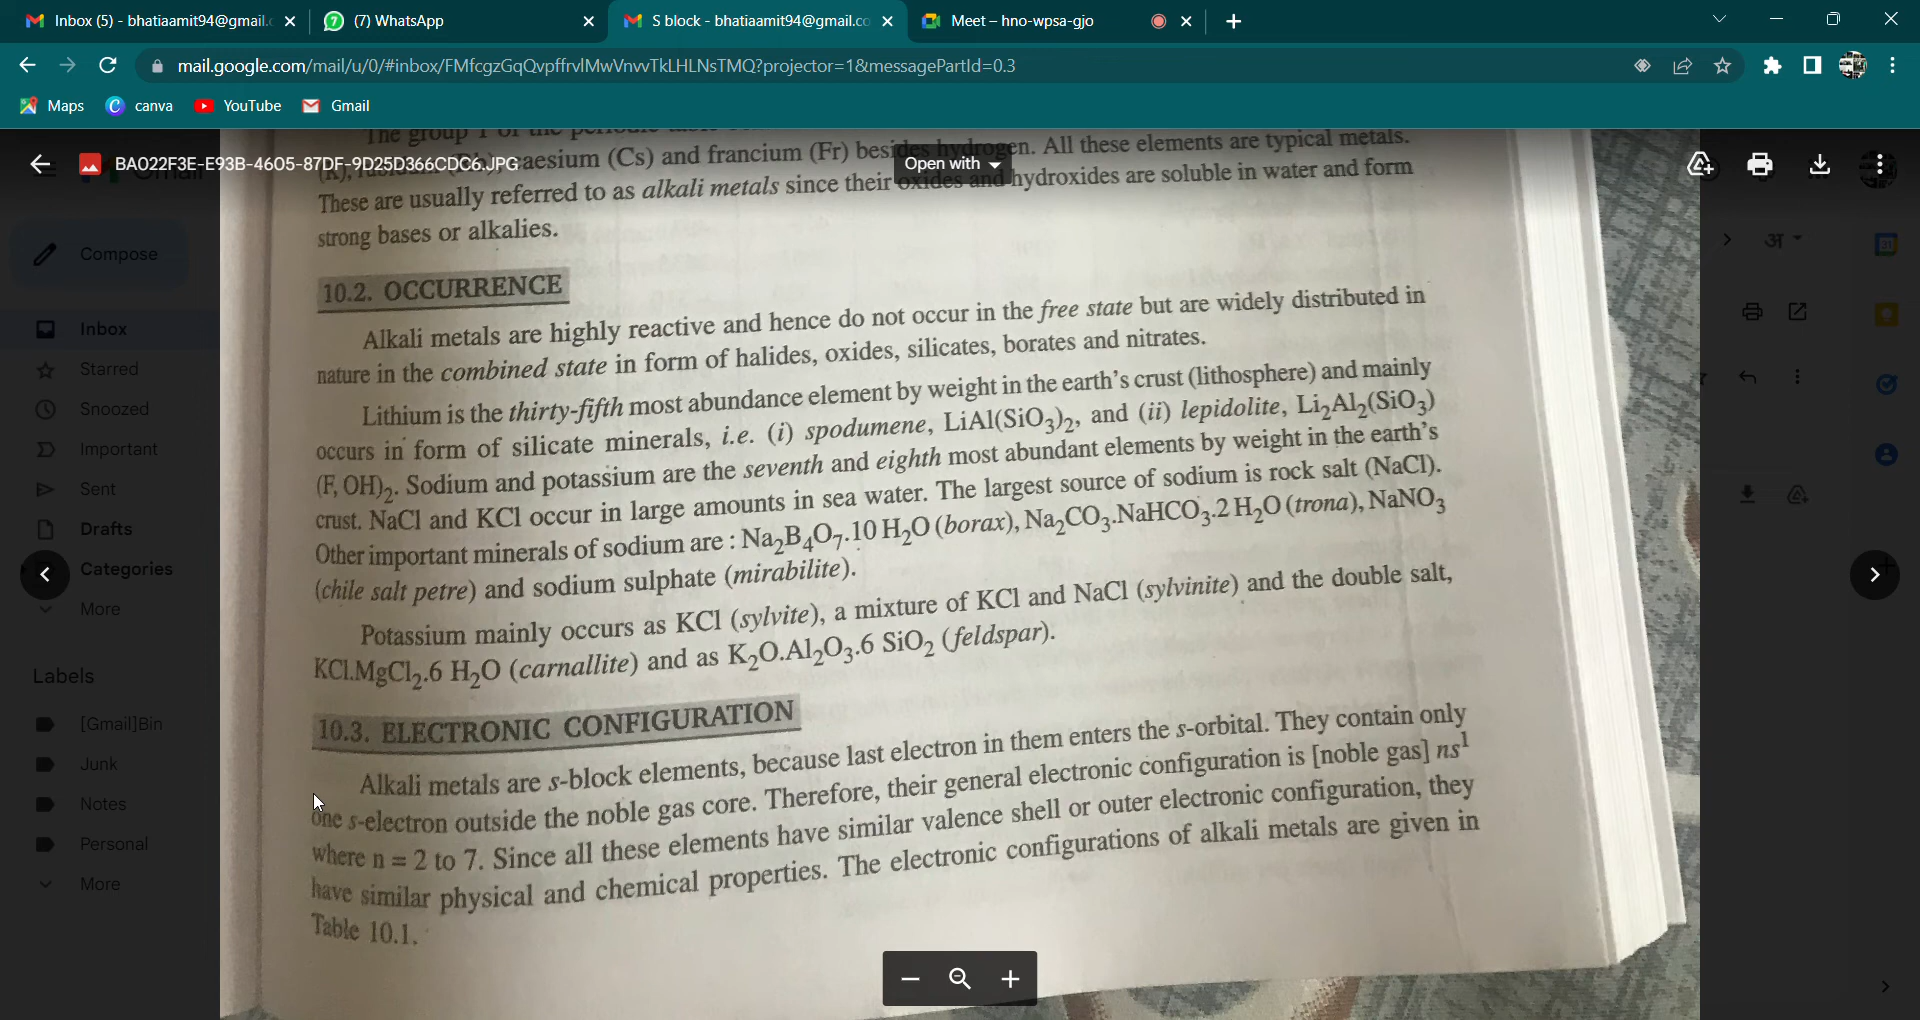 Inbox (5) - bhatiaamit94@gmail.c
(7) WhatsApp
S block - bhatiaamit94@gmail.co
Meet – hno-wpsa-gjo
mail.google.com/mail/u/0/#inbox/FMfcgzGqQvpffrvlMwVnvvTkLHLNsTMQ?projector=1&messagePartId=0.3
Maps
canva
YouTube
Gmail
BA022F3E-E93B-4605-87DF-9D25D366CDC6.JPG
Open with
Compose
Inbox
Starred
Snoozed
Important
Sent
Drafts
Categories
More
Labels
[Gmail]Bin
Junk
Notes
Personal
More
अ
31
The group 1 of the periodic table
caesium (Cs) and francium (Fr) besides hydrogen. All these elements are typical metals.
These are usually referred to as alkali metals since their oxides and hydroxides are soluble in water and form
strong bases or alkalies.
10.2. OCCURRENCE
Alkali metals are highly reactive and hence do not occur in the free state but are widely distributed in
nature in the combined state in form of halides, oxides, silicates, borates and nitrates.
Lithium is the thirty-fifth most abundance element by weight in the earth's crust (lithosphere) and mainly
occurs in form of silicate minerals, i.e. (i) spodumene, LiAl(SiO₃)₂, and (ii) lepidolite, Li₂Al₂(SiO₃)
(F, OH)₂. Sodium and potassium are the seventh and eighth most abundant elements by weight in the earth's
crust. NaCl and KCl occur in large amounts in sea water. The largest source of sodium is rock salt (NaCl).
Other important minerals of sodium are : Na₂B₄O₇.10 H₂O (borax), Na₂CO₃.NaHCO₃.2 H₂O (trona), NaNO₃
(chile salt petre) and sodium sulphate (mirabilite).
Potassium mainly occurs as KCl (sylvite), a mixture of KCl and NaCl (sylvinite) and the double salt,
KCl.MgCl₂.6 H₂O (carnallite) and as K₂O.Al₂O₃.6 SiO₂ (feldspar).
10.3. ELECTRONIC CONFIGURATION
Alkali metals are s-block elements, because last electron in them enters the s-orbital. They contain only
one s-electron outside the noble gas core. Therefore, their general electronic configuration is [noble gas] ns¹
where n = 2 to 7. Since all these elements have similar valence shell or outer electronic configuration, they
have similar physical and chemical properties. The electronic configurations of alkali metals are given in
Table 10.1.